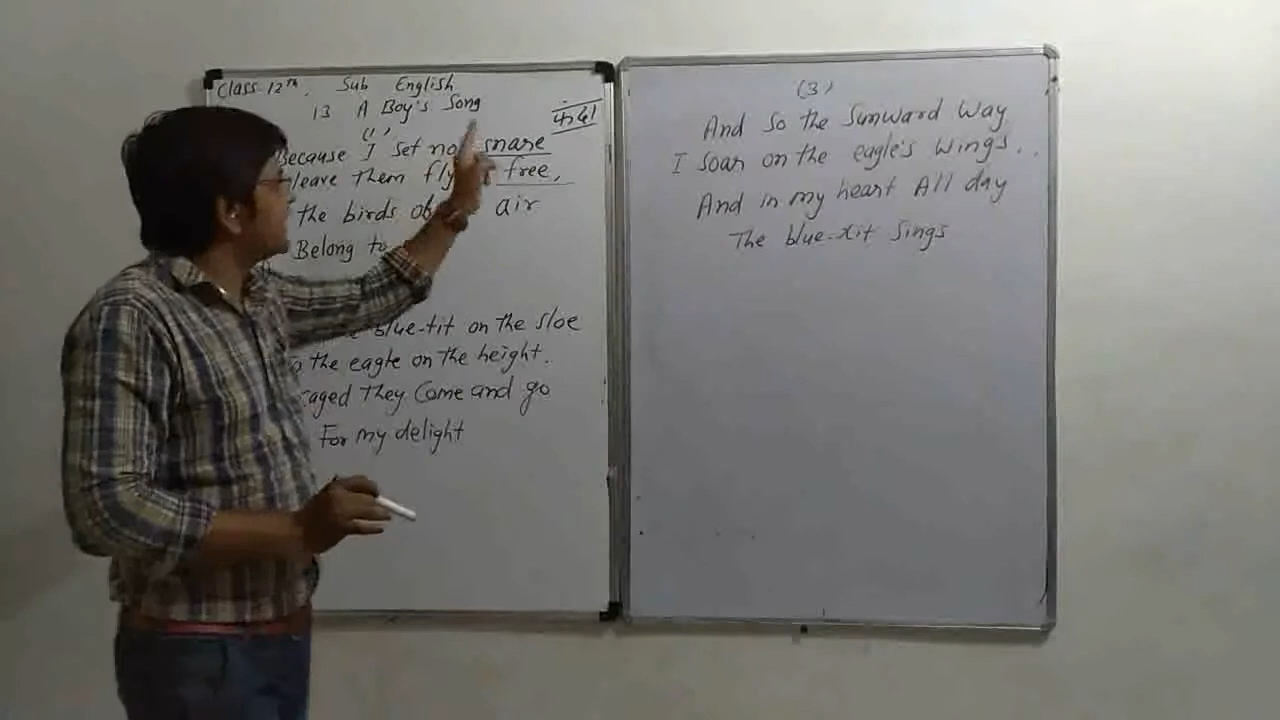 Class-12th, Sub English
13 A Boy's Song
(1)
Because I set no snare
leave them fly free,
the birds of air
Belong to
blue-tit on the sloe
the eagle on the height.
caged They Come and go
For my delight
(3)
And So the Sunward Way
I Soar on the eagle's Wings..
And in my heart All day
The blue-tit Sings